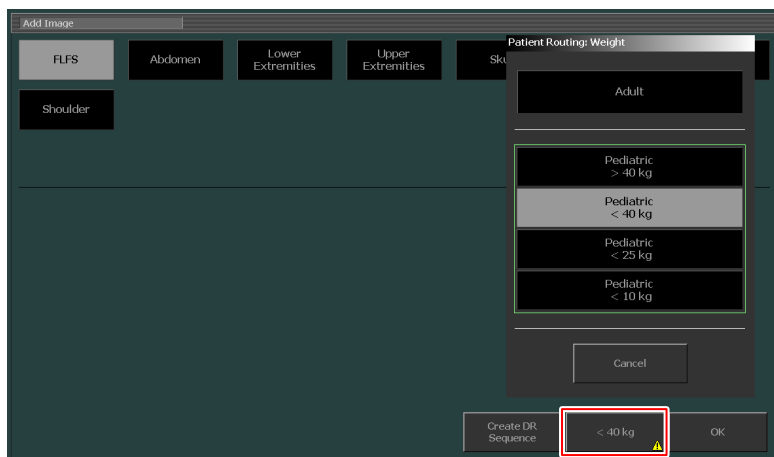 Add Image
FLFS
Abdomen
Lower
Extremities
Upper
Extremities
Sku
Shoulder
Patient Routing: Weight
Adult
Pediatric
> 40 kg
Pediatric
< 40 kg
Pediatric
< 25 kg
Pediatric
< 10 kg
Cancel
Create DR
Sequence
< 40 kg
OK